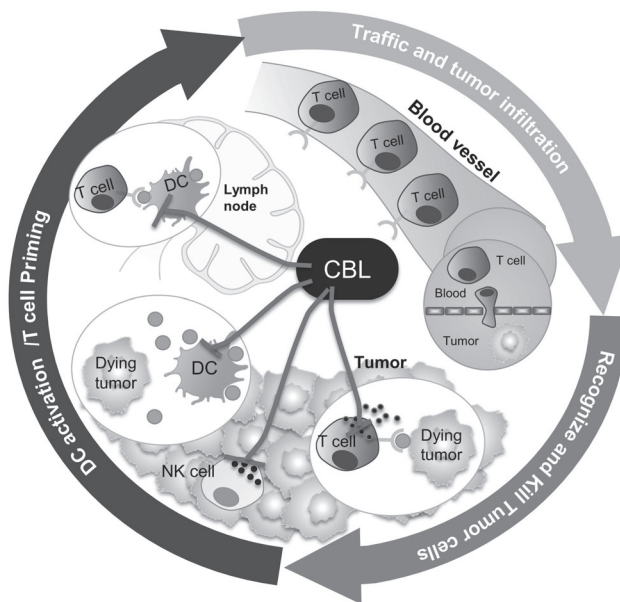 Traffic and tumor infiltration
T cell
Blood vessel
T cell
T cell
T cell
DC
Lymph
node
T cell
Blood
Tumor
CBL
DC activation /T cell Priming
Dying
tumor
DC
Tumor
T cell
Dying
tumor
NK cell
Recognize and Kill Tumor cells